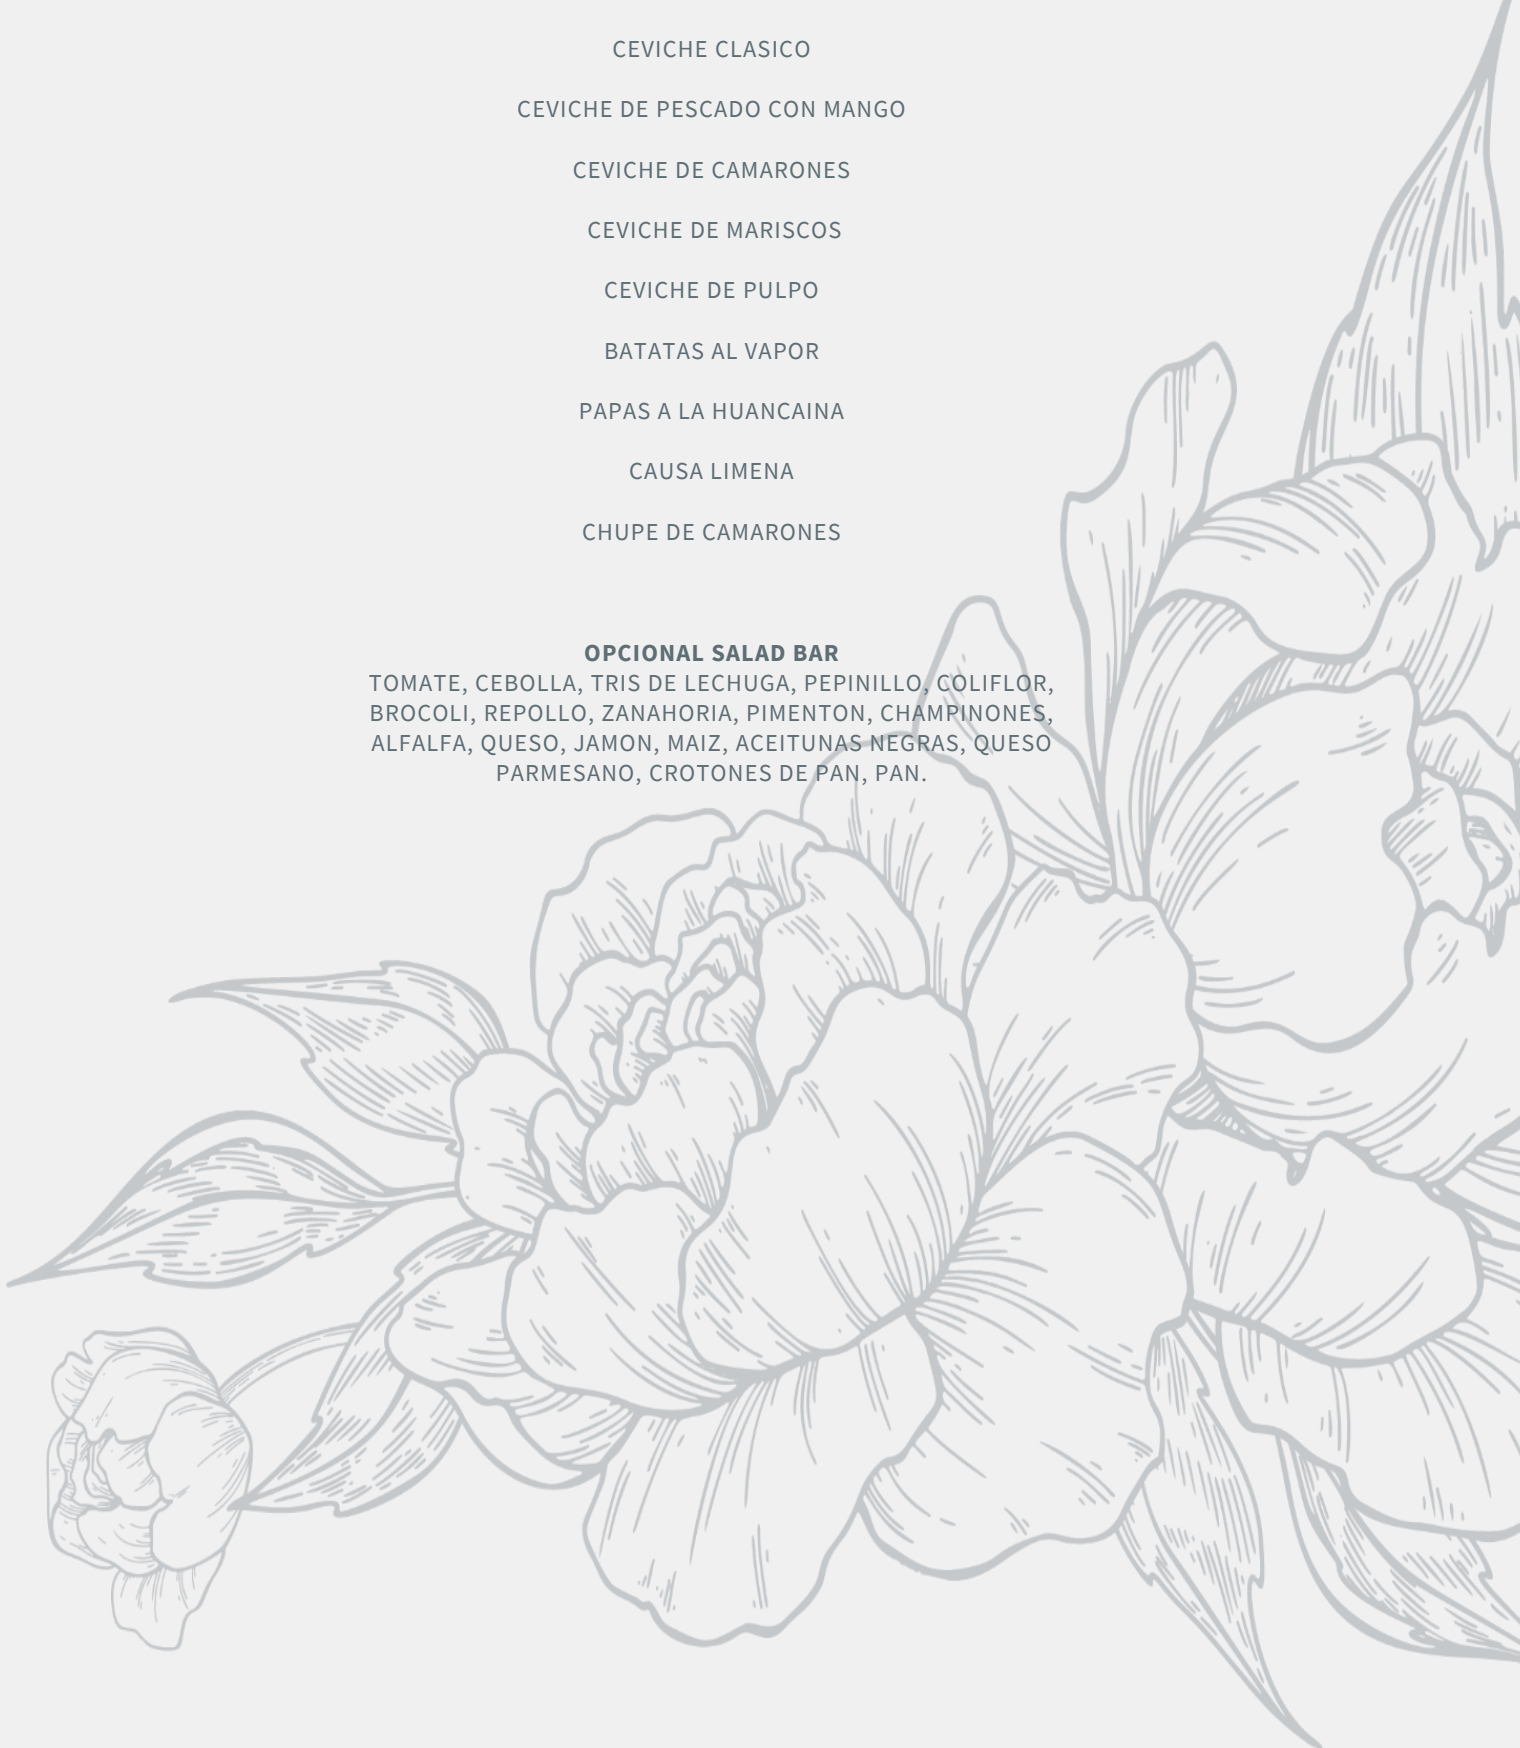 CEVICHE CLASICO
CEVICHE DE PESCADO CON MANGO
CEVICHE DE CAMARONES
CEVICHE DE MARISCOS
CEVICHE DE PULPO
BATATAS AL VAPOR
PAPAS A LA HUANCAINA
CAUSA LIMENA
CHUPE DE CAMARONES
OPCIONAL SALAD BAR
TOMATE, CEBOLLA, TRIS DE LECHUGA, PEPINILLO, COLIFLOR,
BROCOLI, REPOLLO, ZANAHORIA, PIMENTON, CHAMPINONES,
ALFALFA, QUESO, JAMON, MAIZ, ACEITUNAS NEGRAS, QUESO
PARMESANO, CROTONES DE PAN, PAN.